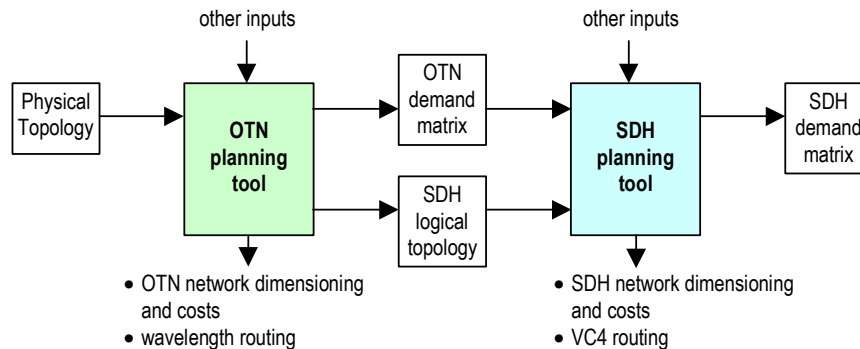 other inputs
other inputs
Physical
Topology
OTN
planning
tool
OTN
demand
matrix
SDH
logical
topology
SDH
planning
tool
SDH
demand
matrix
• OTN network dimensioning
and costs
• wavelength routing
• SDH network dimensioning
and costs
• VC4 routing